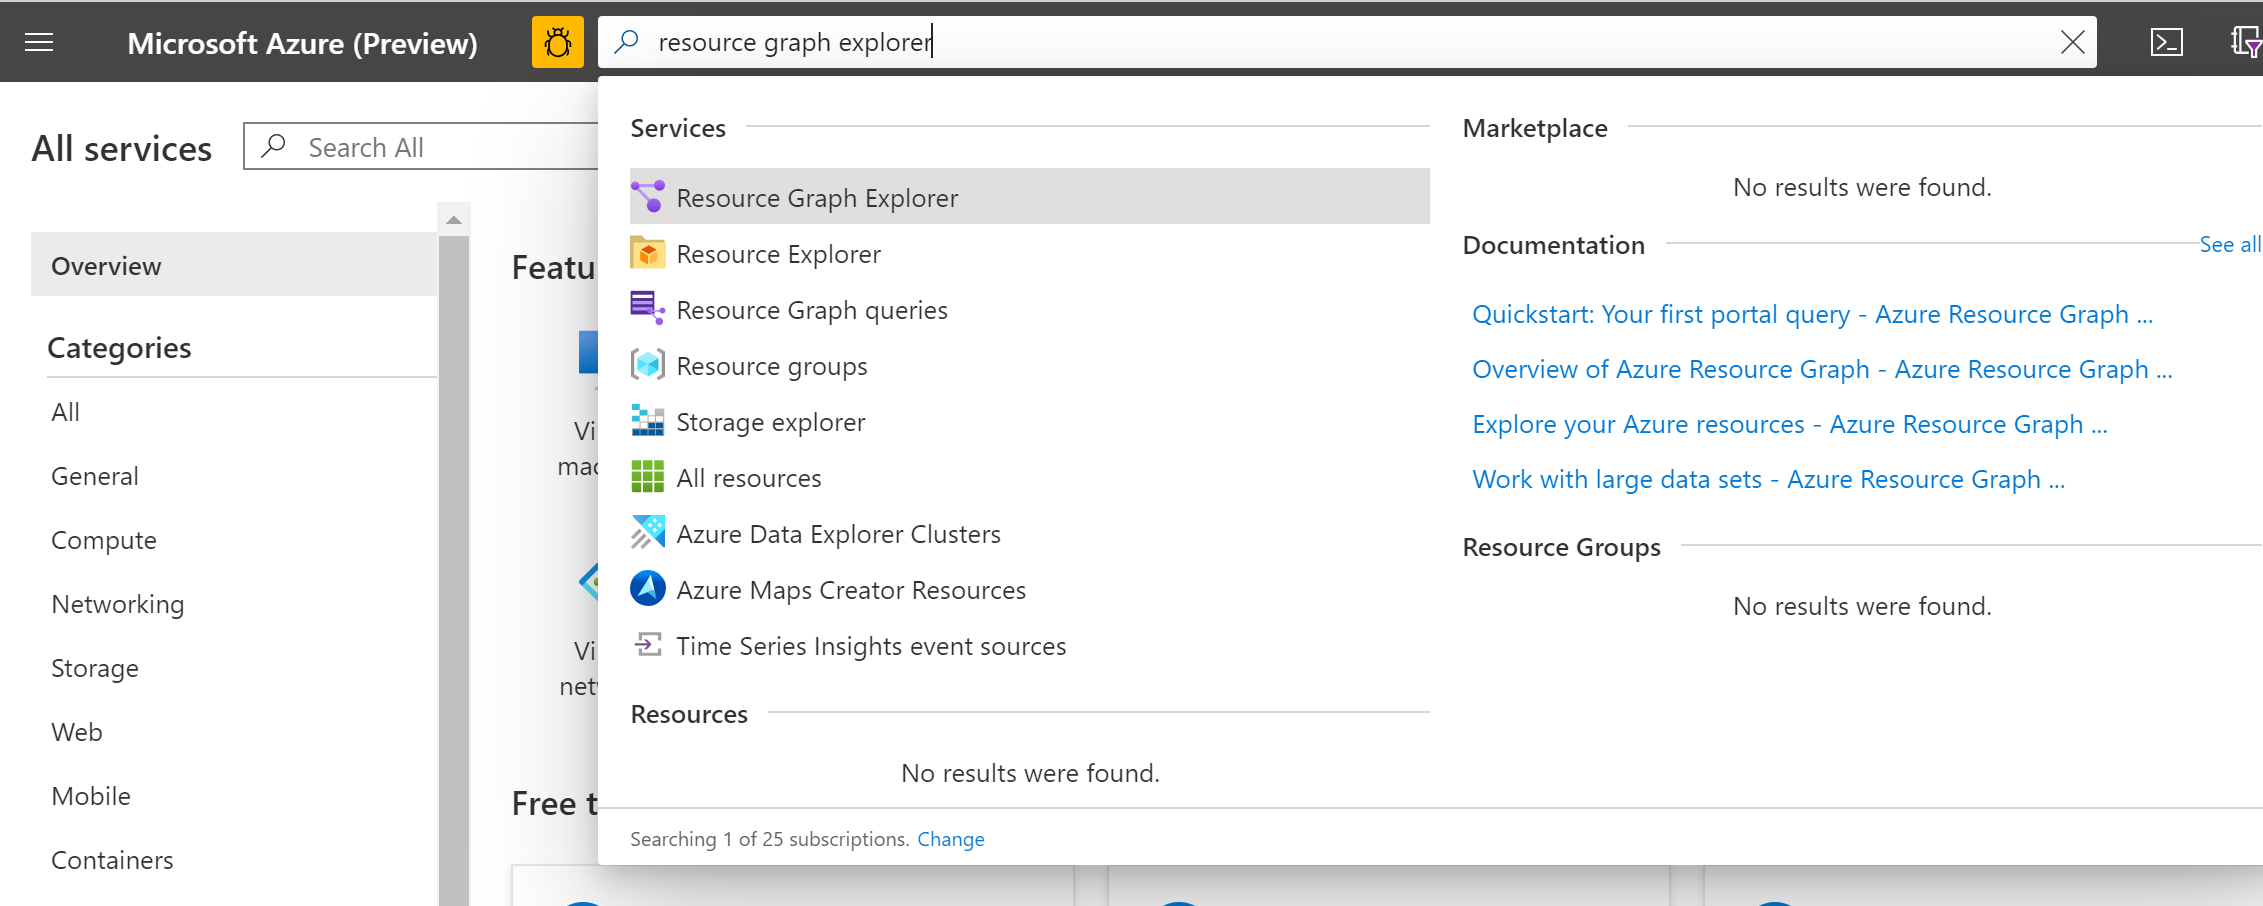 Microsoft Azure (Preview)
resource graph explorer
All services
Search All
Overview
Categories
All
General
Compute
Networking
Storage
Web
Mobile
Containers
Featu
Vi
mac
Vi
net
Free t
Services
Resource Graph Explorer
Resource Explorer
Resource Graph queries
Resource groups
Storage explorer
All resources
Azure Data Explorer Clusters
Azure Maps Creator Resources
Time Series Insights event sources
Resources
No results were found.
Searching 1 of 25 subscriptions. Change
Marketplace
No results were found.
Documentation
See all
Quickstart: Your first portal query - Azure Resource Graph ...
Overview of Azure Resource Graph - Azure Resource Graph ...
Explore your Azure resources - Azure Resource Graph ...
Work with large data sets - Azure Resource Graph ...
Resource Groups
No results were found.